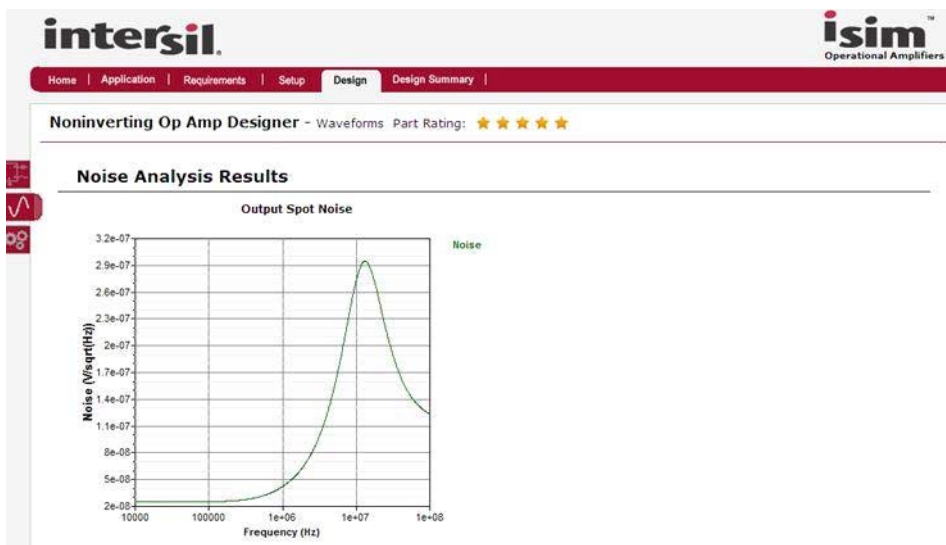 intersil.
isim™
Operational Amplifiers
Home | Application | Requirements | Setup Design Design Summary |
Noninverting Op Amp Designer - Waveforms Part Rating:
Noise Analysis Results
Output Spot Noise
Noise
Noise (V/sqrt(Hz))
3.2e-07
2.9e-07
2.6e-07
2.3e-07
2e-07
1.7e-07
1.4e-07
1.1e-07
8e-08
5e-08
2e-08
10000 100000 1e+06 1e+07 1e+08
Frequency (Hz)